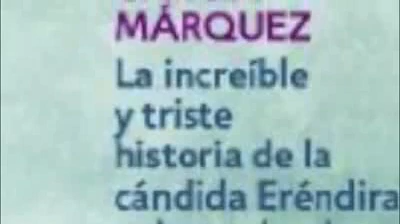 MÁRQUEZ
La increíble
y triste
historia de la
cándida Eréndira